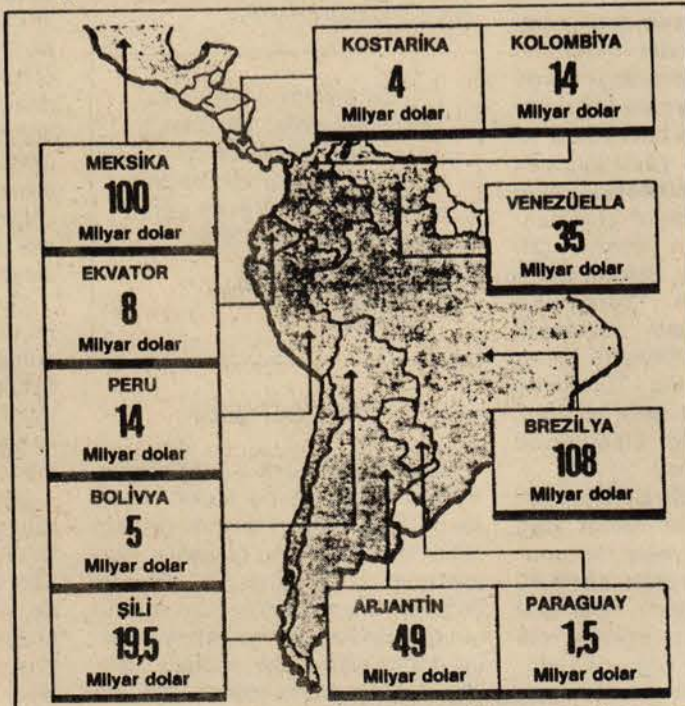 KOSTARİKA
4
Milyar dolar
KOLOMBİYA
14
Milyar dolar
MEKSİKA
100
Milyar dolar
VENEZÜELLA
35
Milyar dolar
EKVATOR
8
Milyar dolar
PERU
14
Milyar dolar
BREZİLYA
108
Milyar dolar
BOLİVYA
5
Milyar dolar
ŞİLİ
19,5
Milyar dolar
ARJANTİN
49
Milyar dolar
PARAGUAY
1,5
Milyar dolar